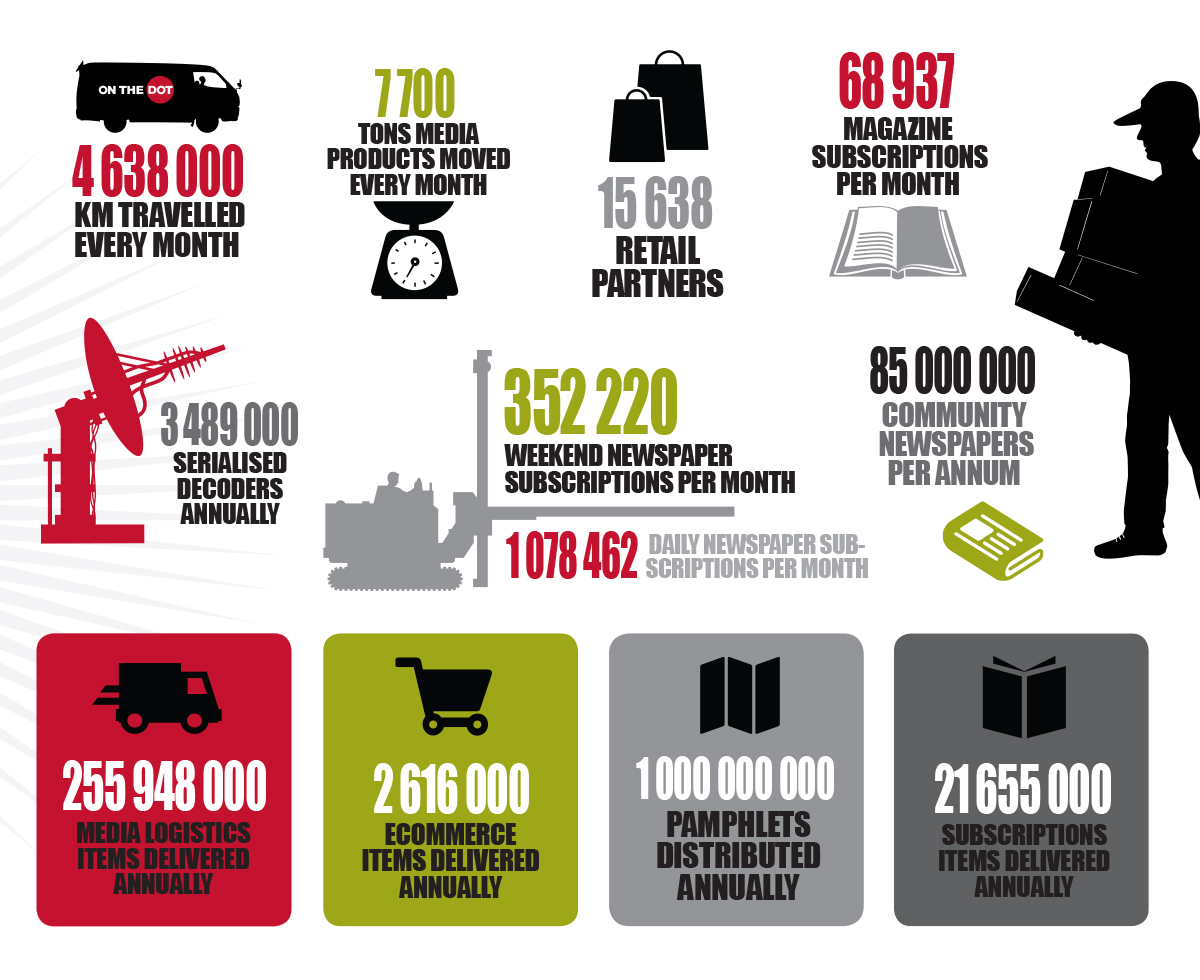 ON THE DOT
4 638 000
KM TRAVELLED
EVERY MONTH
7 700
TONS MEDIA
PRODUCTS MOVED
EVERY MONTH
15 638
RETAIL
PARTNERS
68 937
MAGAZINE
SUBSCRIPTIONS
PER MONTH
3 489 000
SERIALISED
DECODERS
ANNUALLY
352 220
WEEKEND NEWSPAPER
SUBSCRIPTIONS PER MONTH
1 078 462
DAILY NEWSPAPER SUB-
SCRIPTIONS PER MONTH
85 000 000
COMMUNITY
NEWSPAPERS
PER ANNUM
255 948 000
MEDIA LOGISTICS
ITEMS DELIVERED
ANNUALLY
2 616 000
ECOMMERCE
ITEMS DELIVERED
ANNUALLY
1 000 000 000
PAMPHLETS
DISTRIBUTED
ANNUALLY
21 655 000
SUBSCRIPTIONS
ITEMS DELIVERED
ANNUALLY